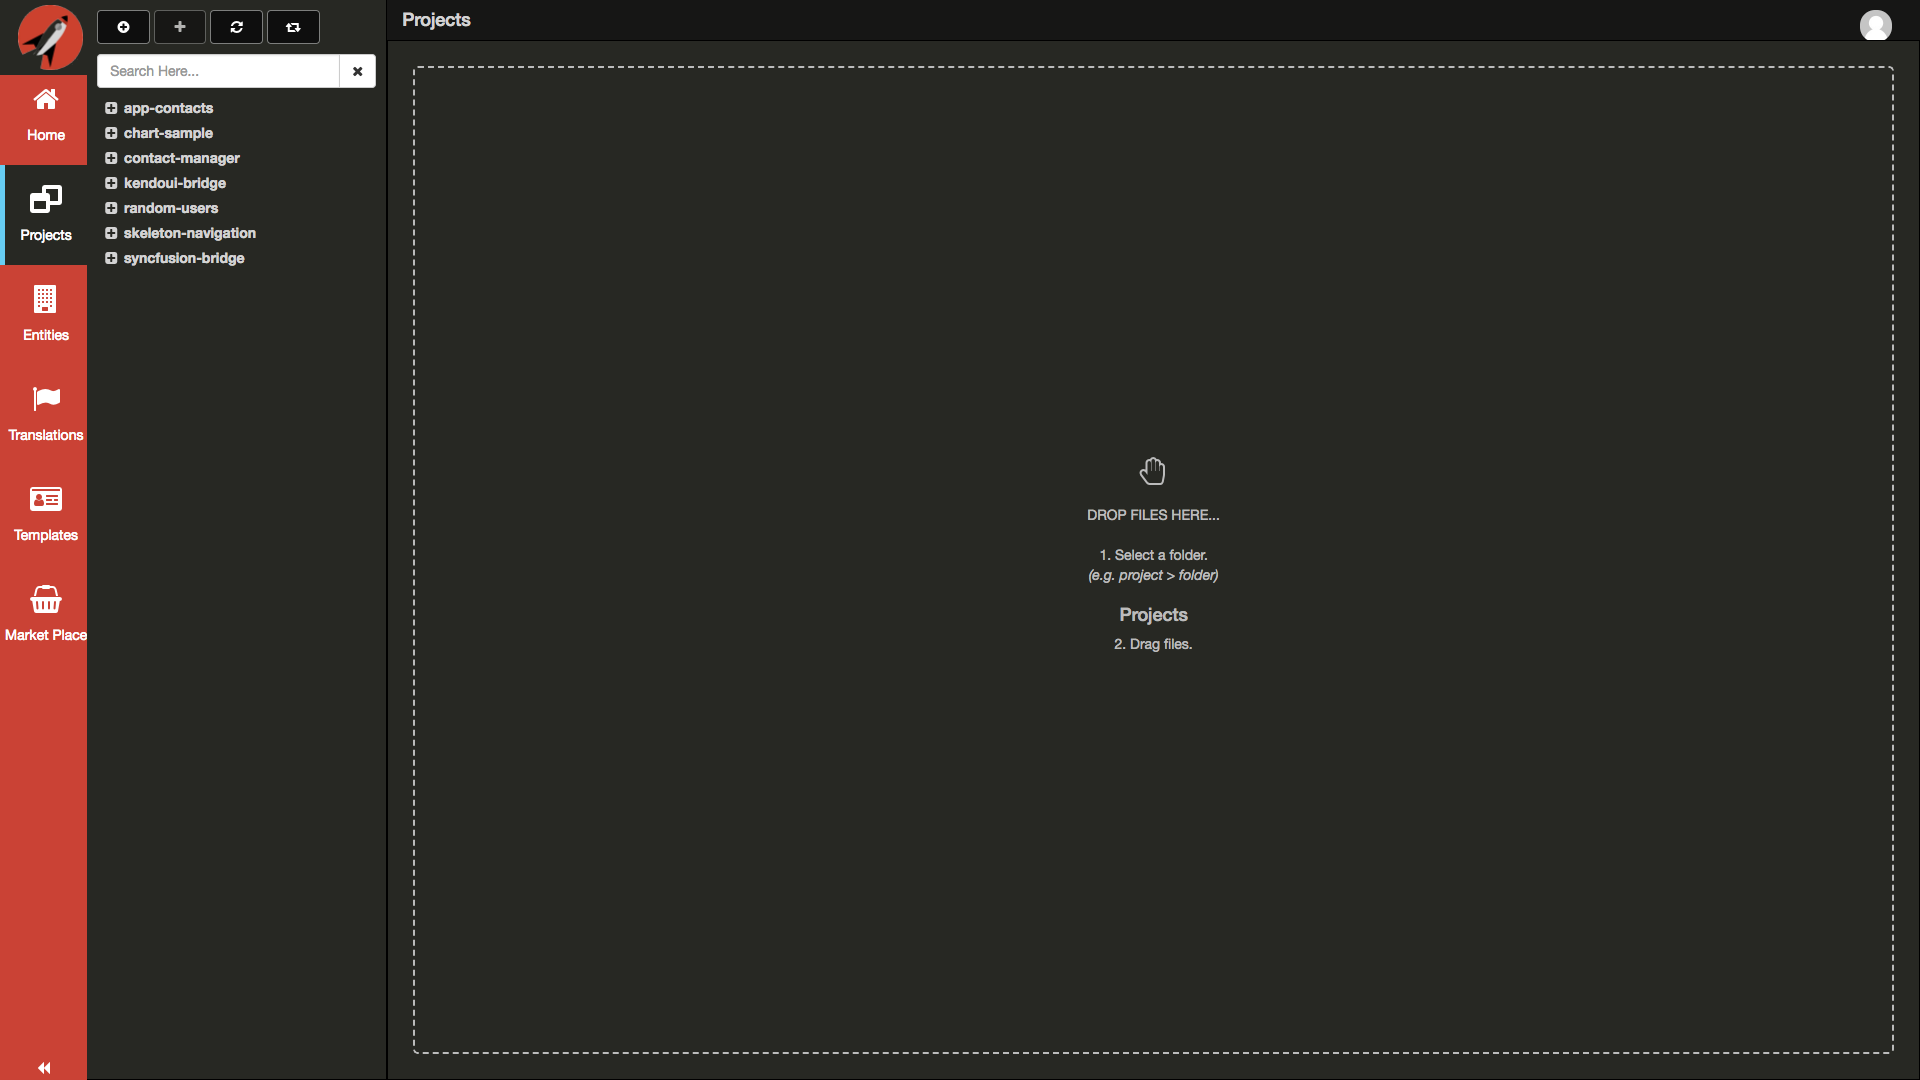 Projects
Search Here...
Home
Projects
Entities
Translations
Templates
Market Place
app-contacts
chart-sample
contact-manager
kendoui-bridge
random-users
skeleton-navigation
syncfusion-bridge
DROP FILES HERE...
1. Select a folder.
(e.g. project > folder)
Projects
2. Drag files.